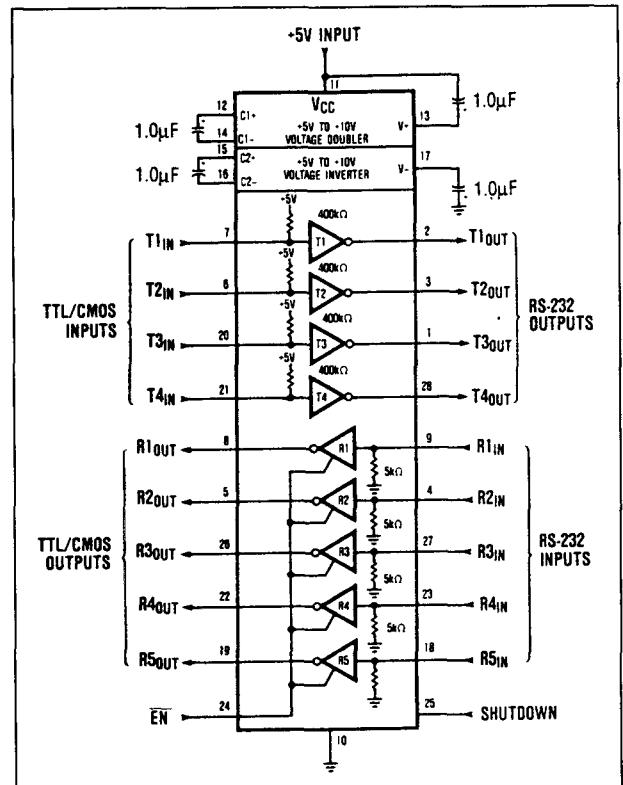 +5V INPUT
11
VCC
12 C1+
1.0µF
14 C1-
+5V TO +10V
VOLTAGE DOUBLER
V+ 13
1.0µF
15 C2+
1.0µF
16 C2-
+5V TO -10V
VOLTAGE INVERTER
V- 17
1.0µF
+5V 400kΩ
T1IN 7 T1 2 T1OUT
+5V 400kΩ
T2IN 6 T2 3 T2OUT
TTL/CMOS
INPUTS
RS-232
OUTPUTS
+5V 400kΩ
T3IN 20 T3 1 T3OUT
+5V 400kΩ
T4IN 21 T4 28 T4OUT
R1OUT 8 R1 9 R1IN
5kΩ
R2OUT 5 R2 4 R2IN
5kΩ
TTL/CMOS
OUTPUTS
R3OUT 26 R3 27 R3IN
RS-232
INPUTS
5kΩ
R4OUT 22 R4 23 R4IN
5kΩ
R5OUT 19 R5 18 R5IN
EN 24
25 SHUTDOWN
10